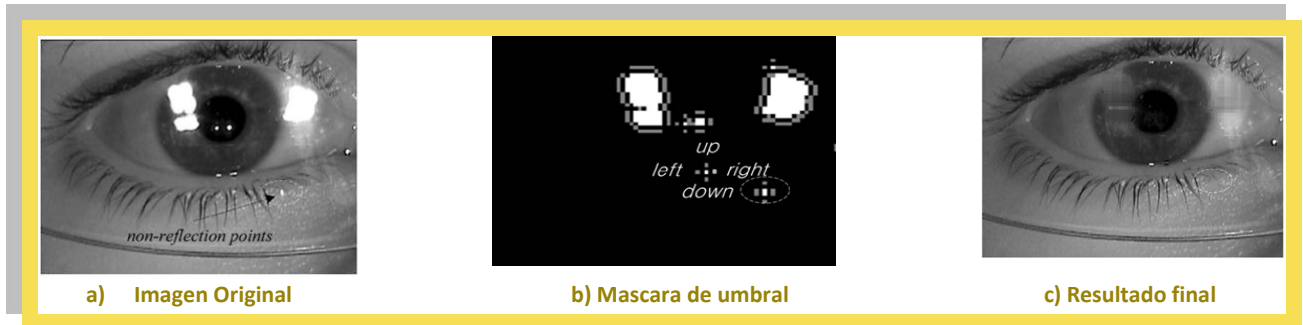 non-reflection points
up
left right
down
a) Imagen Original
b) Mascara de umbral
c) Resultado final